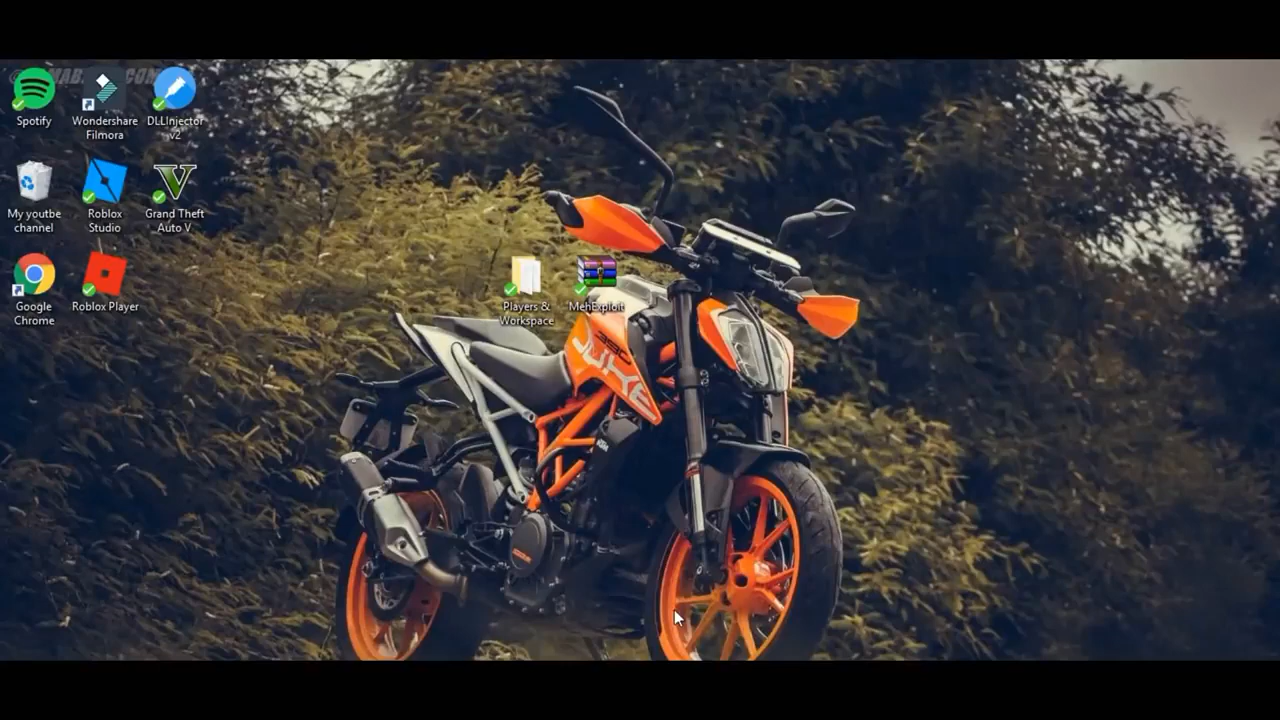 Spotify
Wondershare
Filmora
DLLInjector
v2
My youtbe
channel
Roblox
Studio
Grand Theft
Auto V
Google
Chrome
Roblox Player
Players &
Workspace
MehExploit
390
DUKE